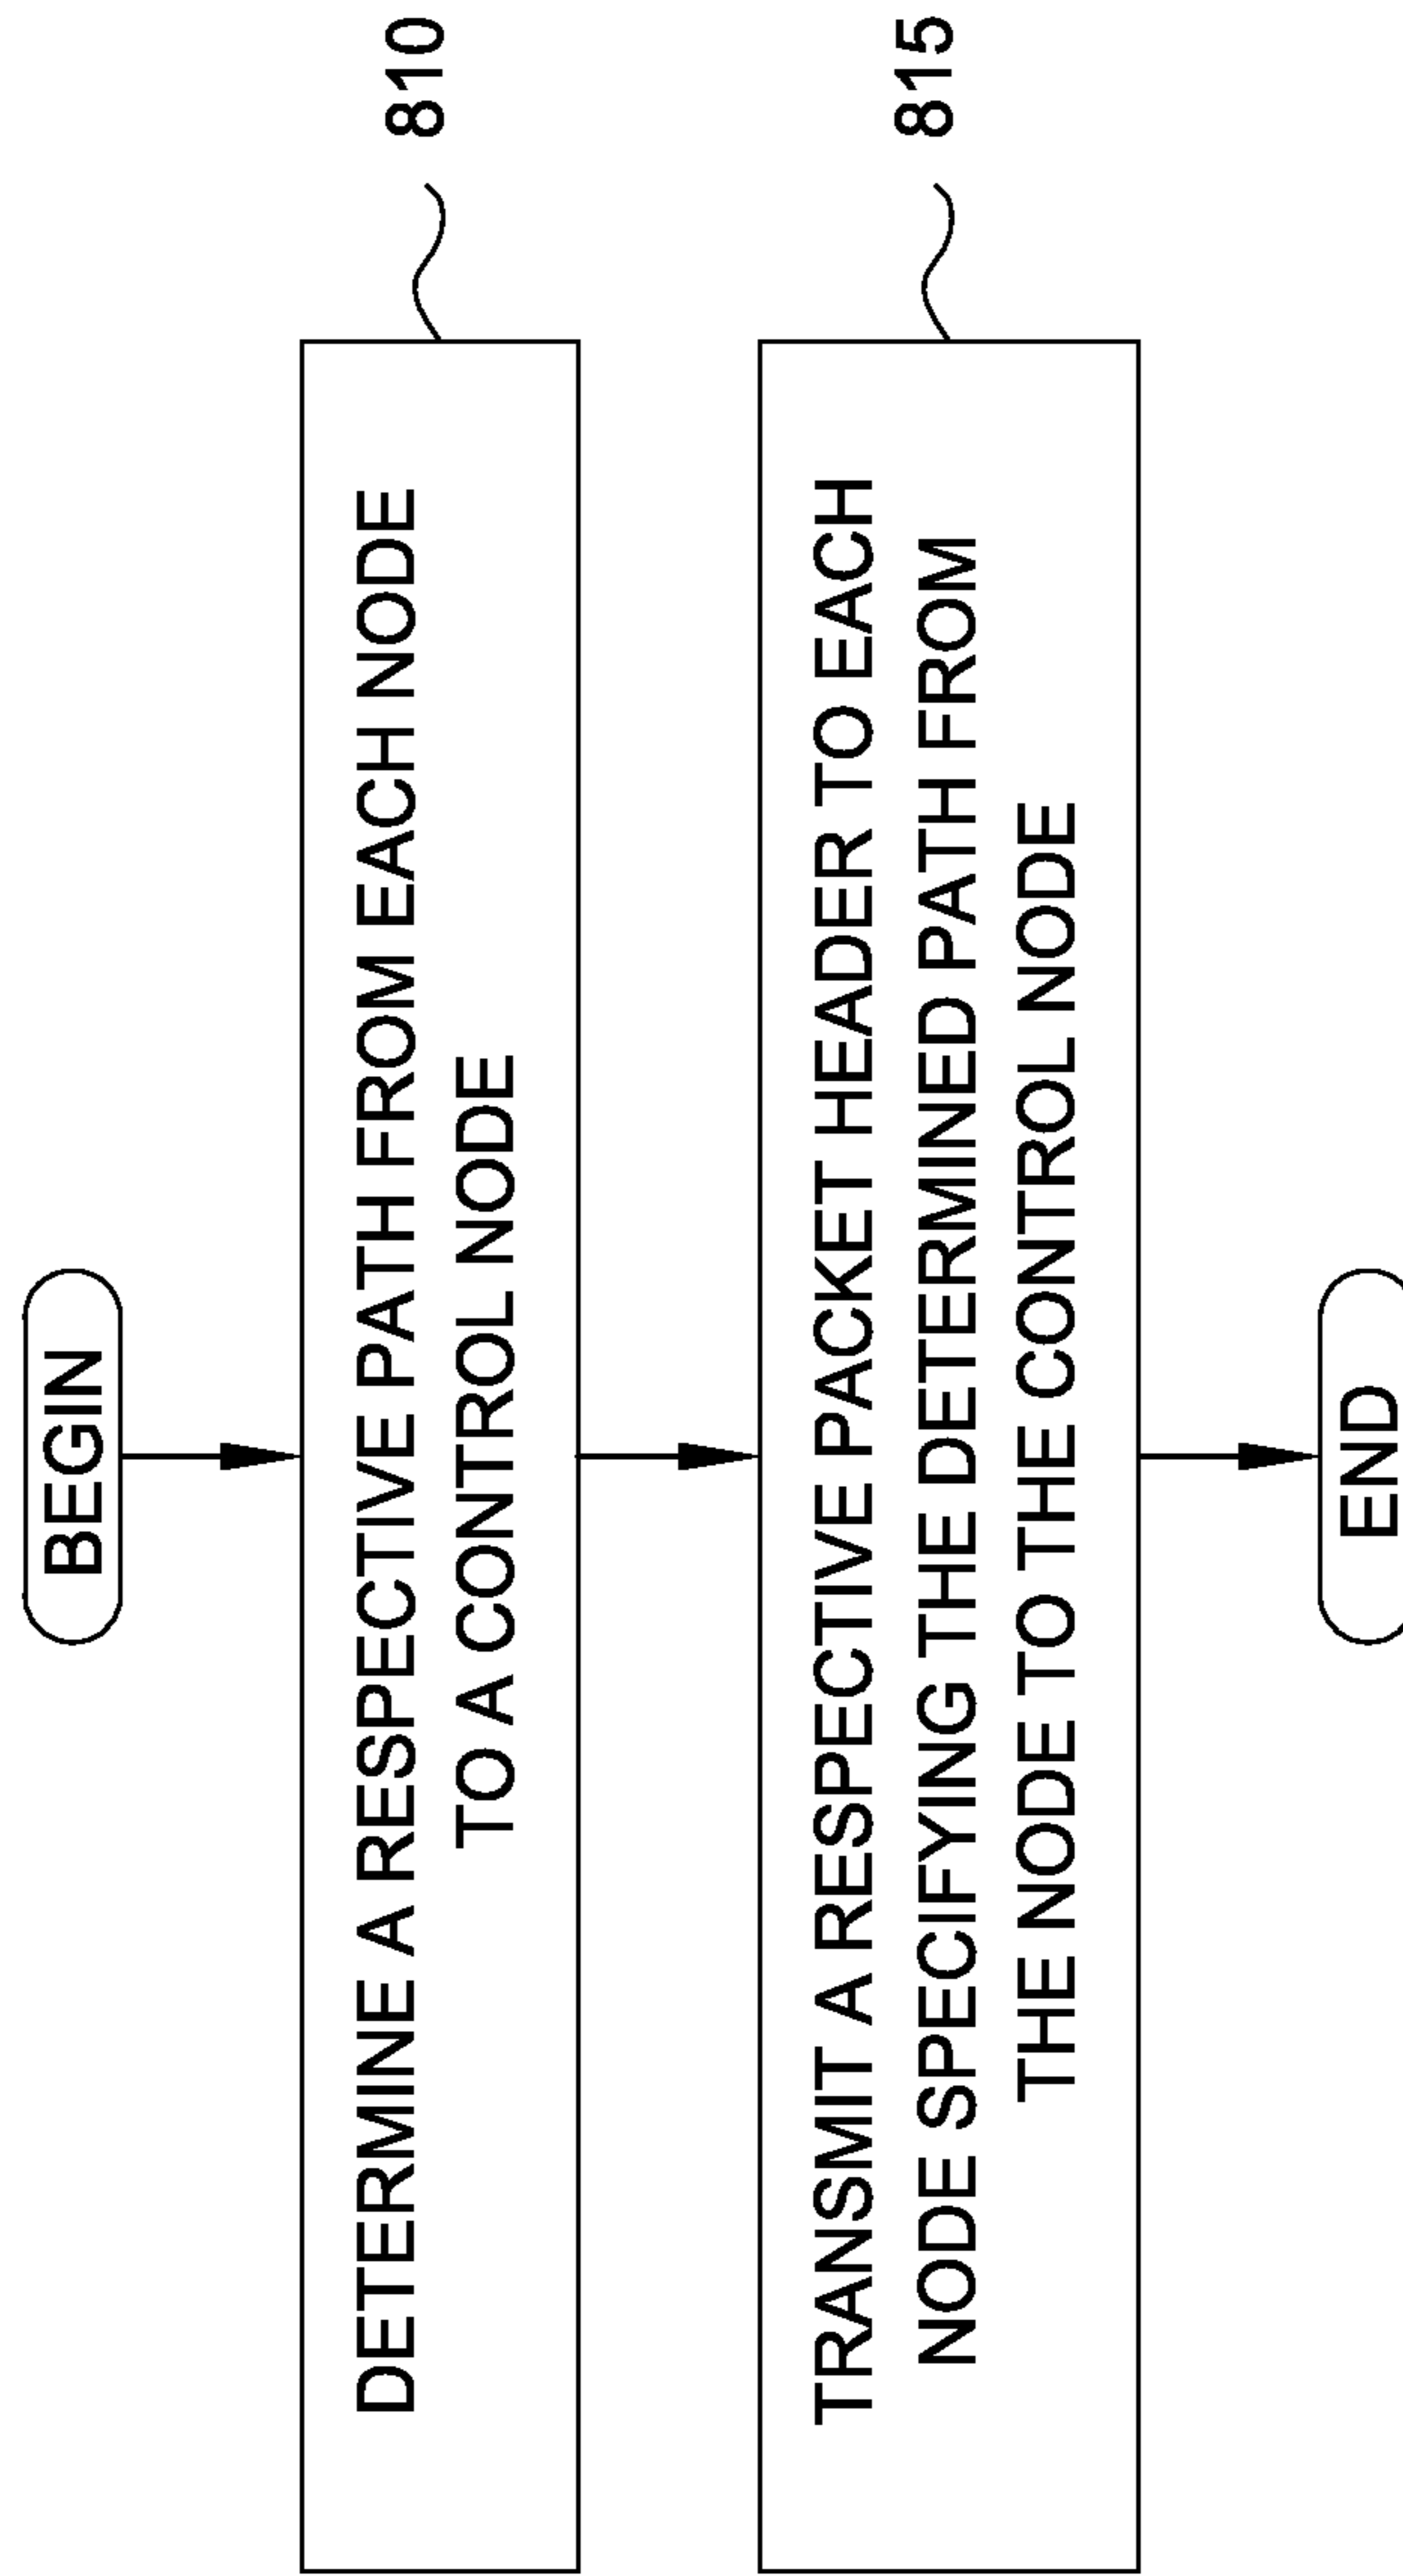 BEGIN
DETERMINE A RESPECTIVE PATH FROM EACH NODE
TO A CONTROL NODE
810
TRANSMIT A RESPECTIVE PACKET HEADER TO EACH
NODE SPECIFYING THE DETERMINED PATH FROM
THE NODE TO THE CONTROL NODE
815
END